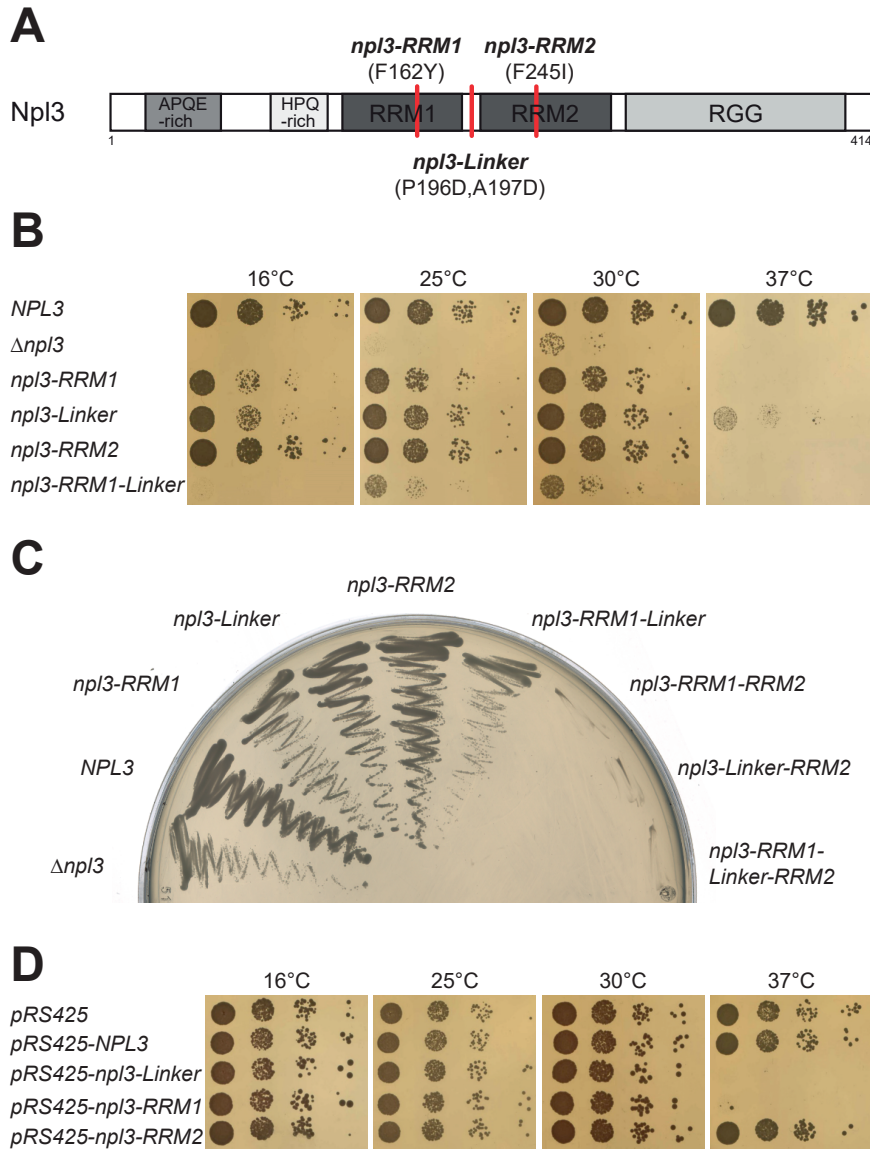 A
npl3-RRM1 npl3-RRM2
(F162Y) (F245I)
Npl3 APQE HPQ RRM1 RRM2 RGG
-rich -rich
1 414
npl3-Linker
(P196D,A197D)
B
16°C 25°C 30°C 37°C
NPL3
Δnpl3
npl3-RRM1
npl3-Linker
npl3-RRM2
npl3-RRM1-Linker
C
npl3-RRM2
npl3-Linker npl3-RRM1-Linker
npl3-RRM1 npl3-RRM1-RRM2
NPL3 npl3-Linker-RRM2
Δnpl3 npl3-RRM1-
Linker-RRM2
D
16°C 25°C 30°C 37°C
pRS425
pRS425-NPL3
pRS425-npl3-Linker
pRS425-npl3-RRM1
pRS425-npl3-RRM2